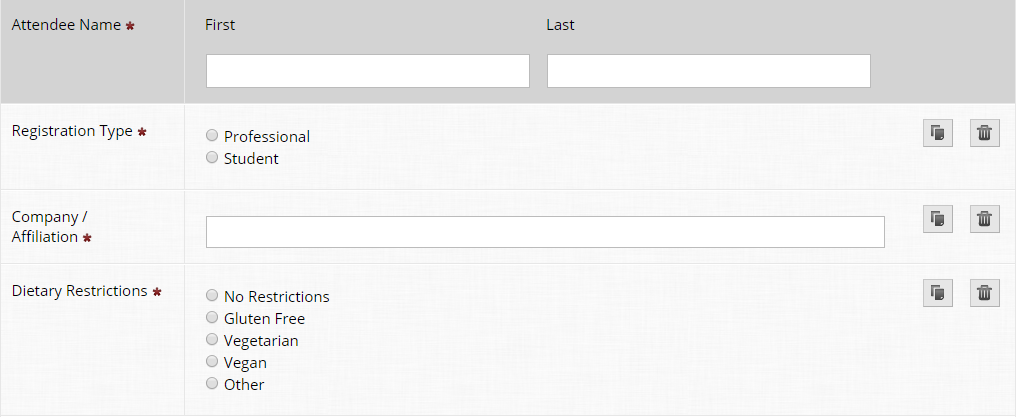 Attendee Name *
First
Last
Registration Type *
Professional
Student
Company /
Affiliation *
Dietary Restrictions *
No Restrictions
Gluten Free
Vegetarian
Vegan
Other